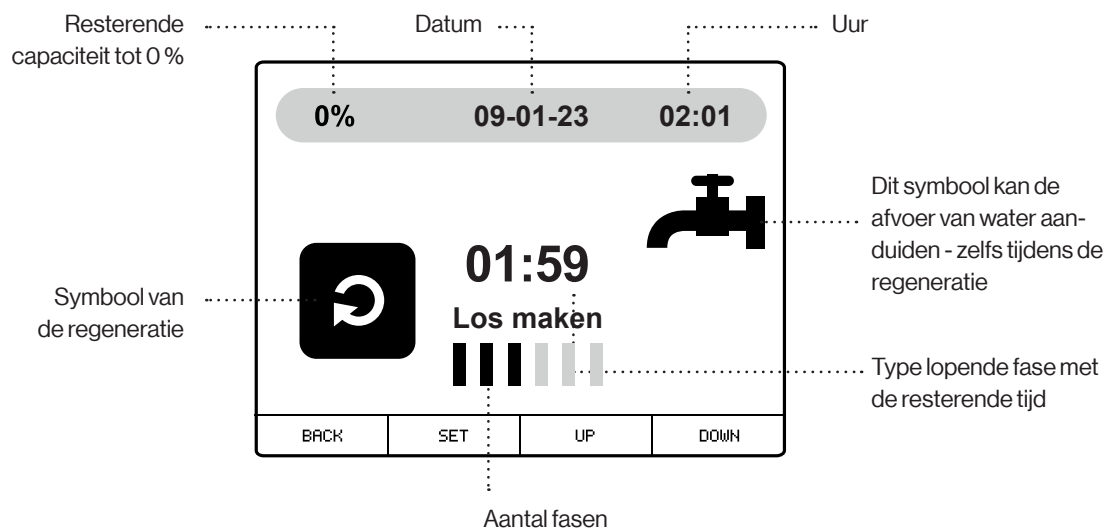 Resterende
capaciteit tot 0 %
Datum
Uur
0%
09-01-23
02:01
Dit symbool kan de
afvoer van water aan-
duiden - zelfs tijdens de
regeneratie
01:59
Symbool van
de regeneratie
Los maken
Type lopende fase met
de resterende tijd
BACK
SET
UP
DOWN
Aantal fasen